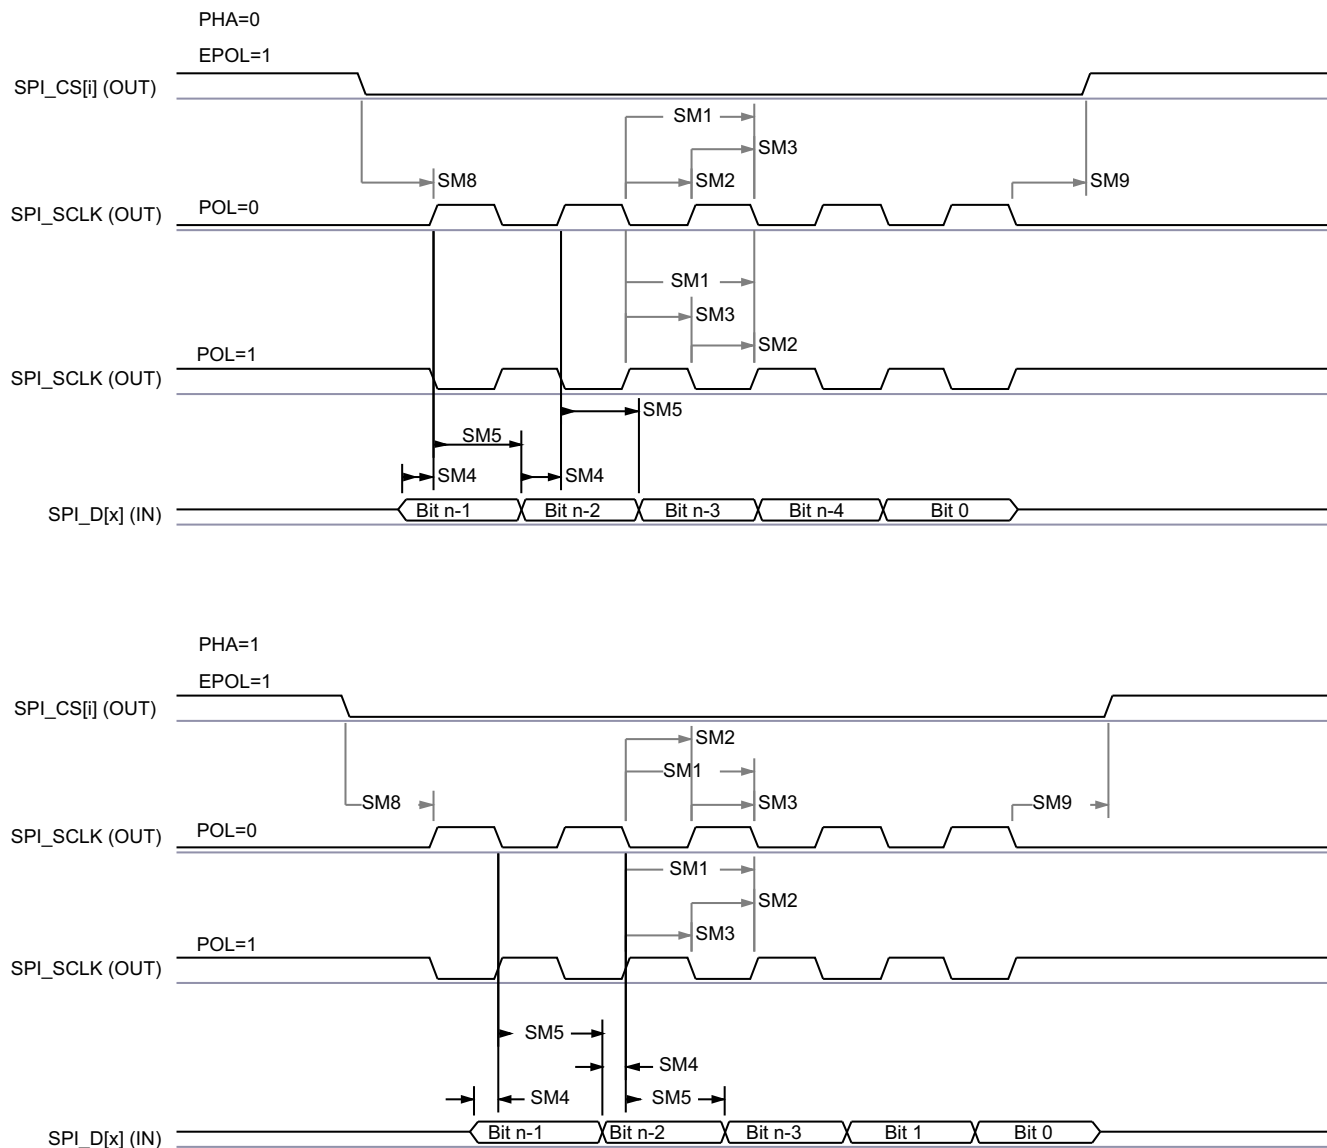 PHA=0
EPOL=1
SPI_CS[i] (OUT)
SM1
SM3
SM8
SM2
SM9
SPI_SCLK (OUT)
POL=0
SM1
SM3
SM2
POL=1
SPI_SCLK (OUT)
SM5
SM5
SM4
SM4
SPI_D[x] (IN)
Bit n-1
Bit n-2
Bit n-3
Bit n-4
Bit 0
PHA=1
EPOL=1
SPI_CS[i] (OUT)
SM2
SM1
SM8
SM3
SM9
SPI_SCLK (OUT)
POL=0
SM1
SM2
SM3
POL=1
SPI_SCLK (OUT)
SM5
SM4
SM4
SM5
SPI_D[x] (IN)
Bit n-1
Bit n-2
Bit n-3
Bit 1
Bit 0